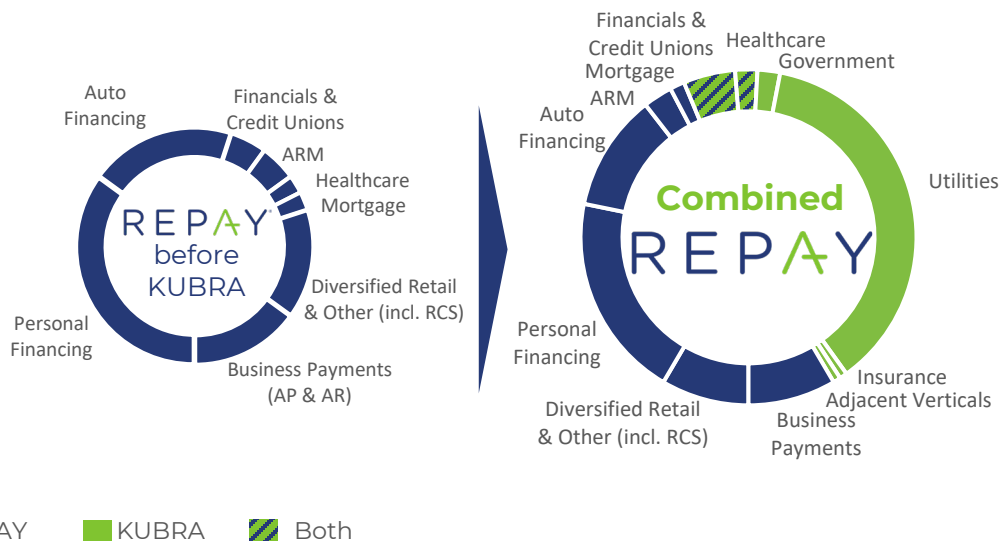 Auto
Financing
Financials &
Credit Unions
ARM
Healthcare
Mortgage
REPAY
before
KUBRA
Diversified Retail
& Other (incl. RCS)
Personal
Financing
Business Payments
(AP & AR)
Financials &
Credit Unions
Mortgage
ARM
Auto
Financing
Healthcare
Government
Utilities
Combined
REPAY
Personal
Financing
Insurance
Adjacent Verticals
Diversified Retail
& Other (incl. RCS)
Business
Payments
AY
KUBRA
Both